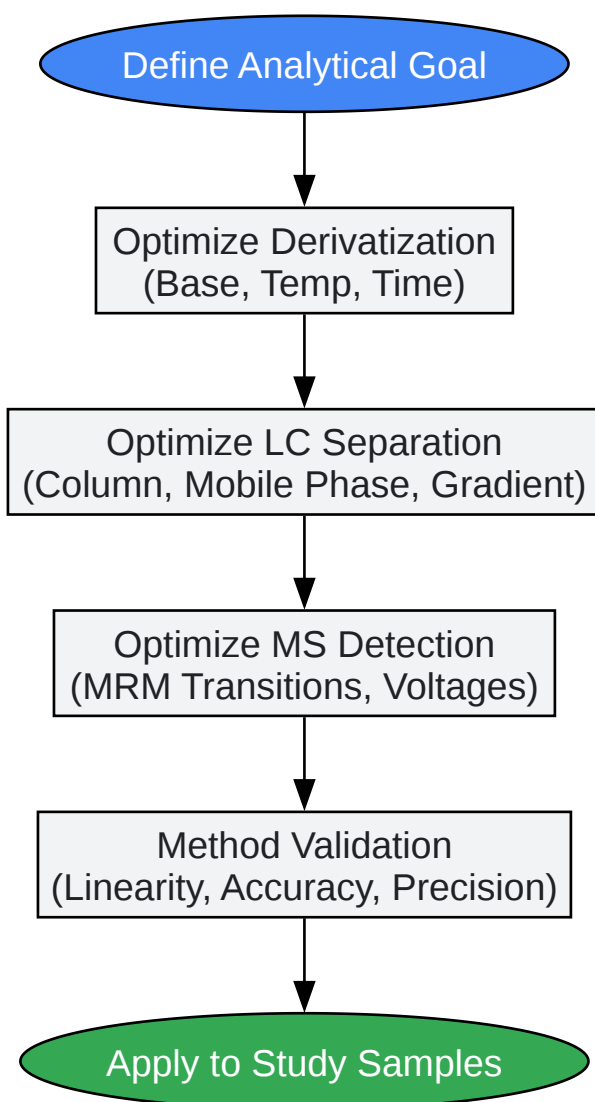 Define Analytical Goal
Optimize Derivatization
(Base, Temp, Time)
Optimize LC Separation
(Column, Mobile Phase, Gradient)
Optimize MS Detection
(MRM Transitions, Voltages)
Method Validation
(Linearity, Accuracy, Precision)
Apply to Study Samples